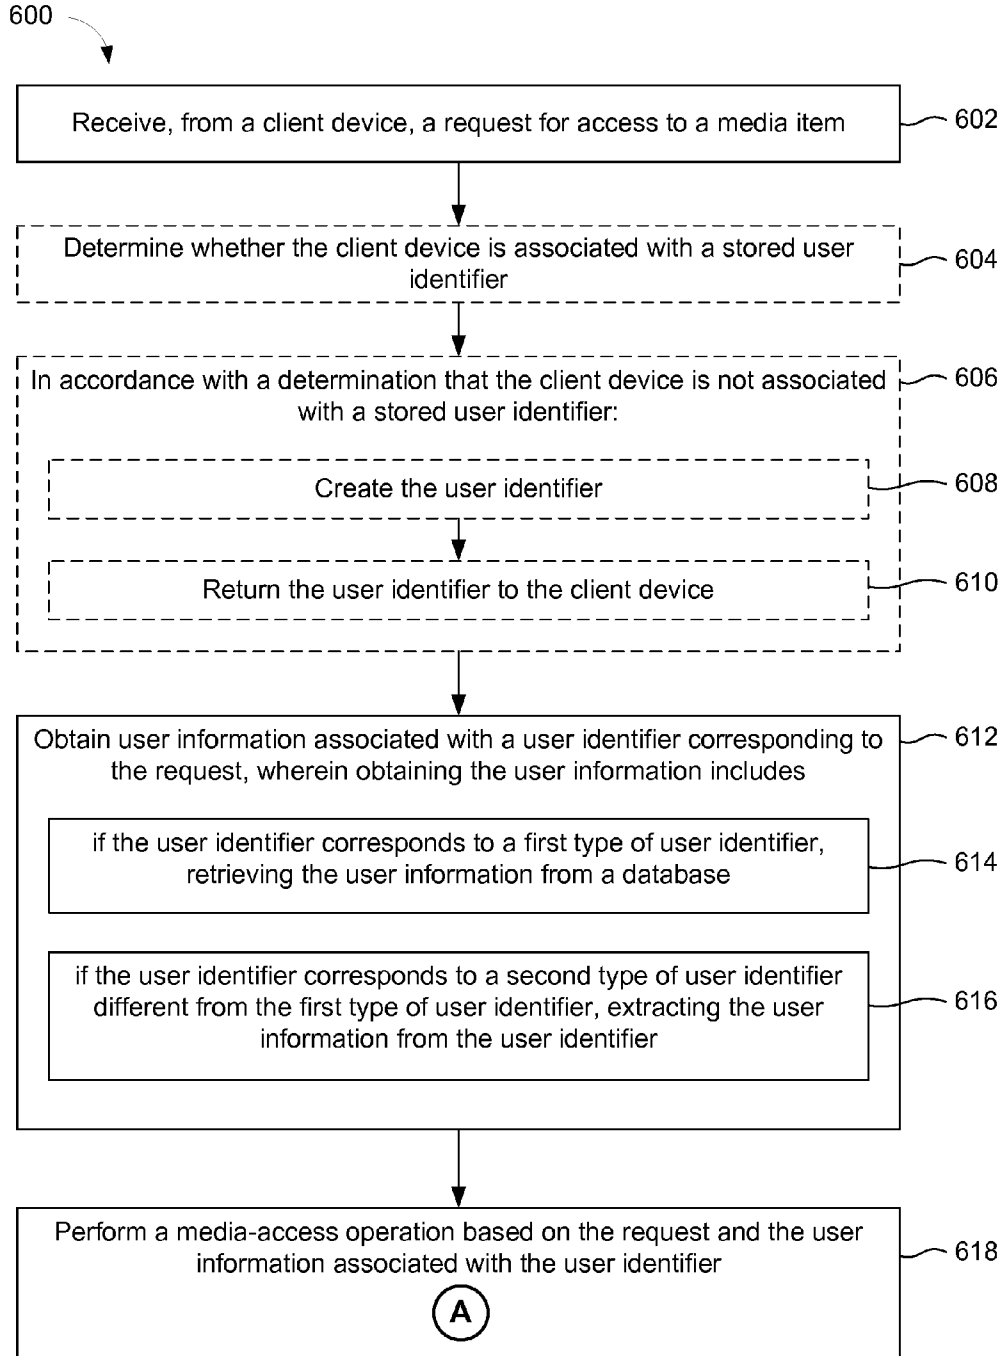 600
Receive, from a client device, a request for access to a media item
602
Determine whether the client device is associated with a stored user
identifier
604
In accordance with a determination that the client device is not associated
with a stored user identifier:
606
Create the user identifier
608
Return the user identifier to the client device
610
Obtain user information associated with a user identifier corresponding to
the request, wherein obtaining the user information includes
612
if the user identifier corresponds to a first type of user identifier,
retrieving the user information from a database
614
if the user identifier corresponds to a second type of user identifier
different from the first type of user identifier, extracting the user
information from the user identifier
616
Perform a media-access operation based on the request and the user
information associated with the user identifier
618
A